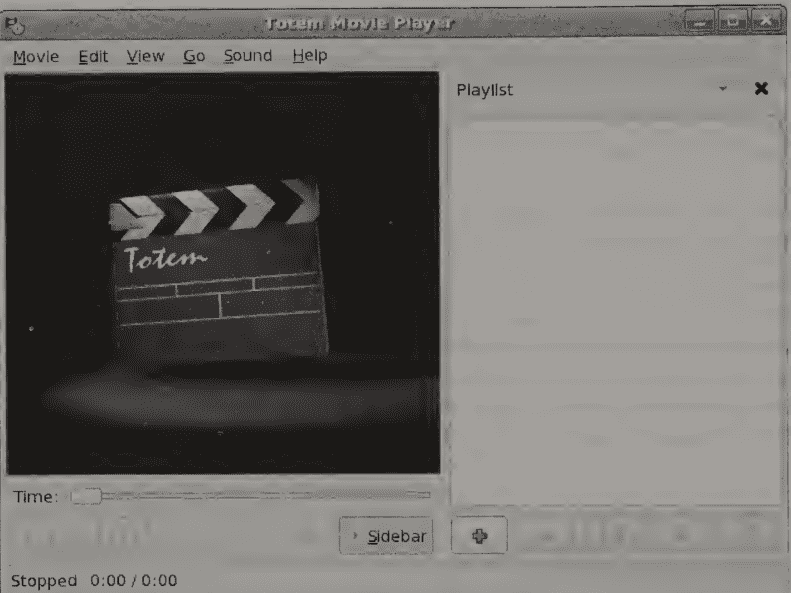 Totem Movie Player
Movie Edit View Go Sound Help
Playlist
Totem
Time:
Sidebar
Stopped 0:00 / 0:00